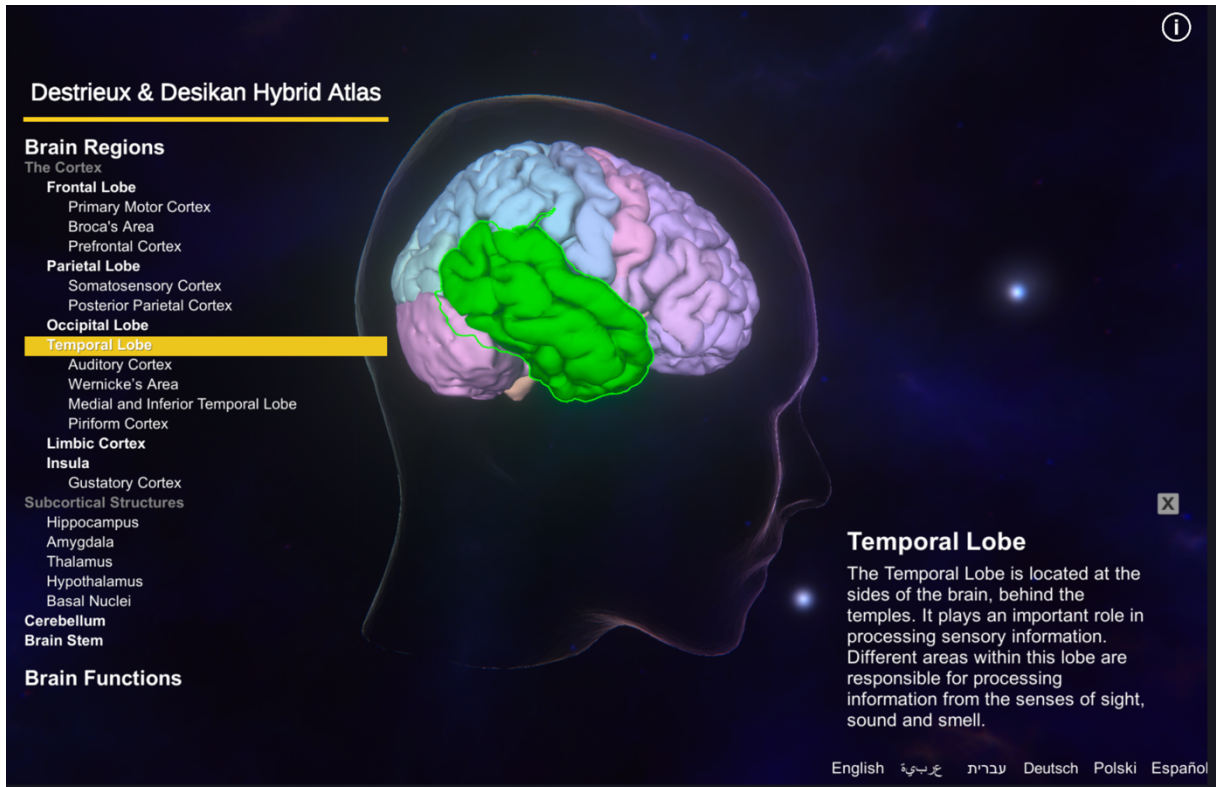 i
Destrieux & Desikan Hybrid Atlas
Brain Regions
The Cortex
Frontal Lobe
Primary Motor Cortex
Broca's Area
Prefrontal Cortex
Parietal Lobe
Somatosensory Cortex
Posterior Parietal Cortex
Occipital Lobe
Temporal Lobe
Auditory Cortex
Wernicke's Area
Medial and Inferior Temporal Lobe
Piriform Cortex
Limbic Cortex
Insula
Gustatory Cortex
Subcortical Structures
Hippocampus
Amygdala
Thalamus
Hypothalamus
Basal Nuclei
Cerebellum
Brain Stem
Brain Functions
X
Temporal Lobe
The Temporal Lobe is located at the
sides of the brain, behind the
temples. It plays an important role in
processing sensory information.
Different areas within this lobe are
responsible for processing
information from the senses of sight,
sound and smell.
English عربية עברית Deutsch Polski Español